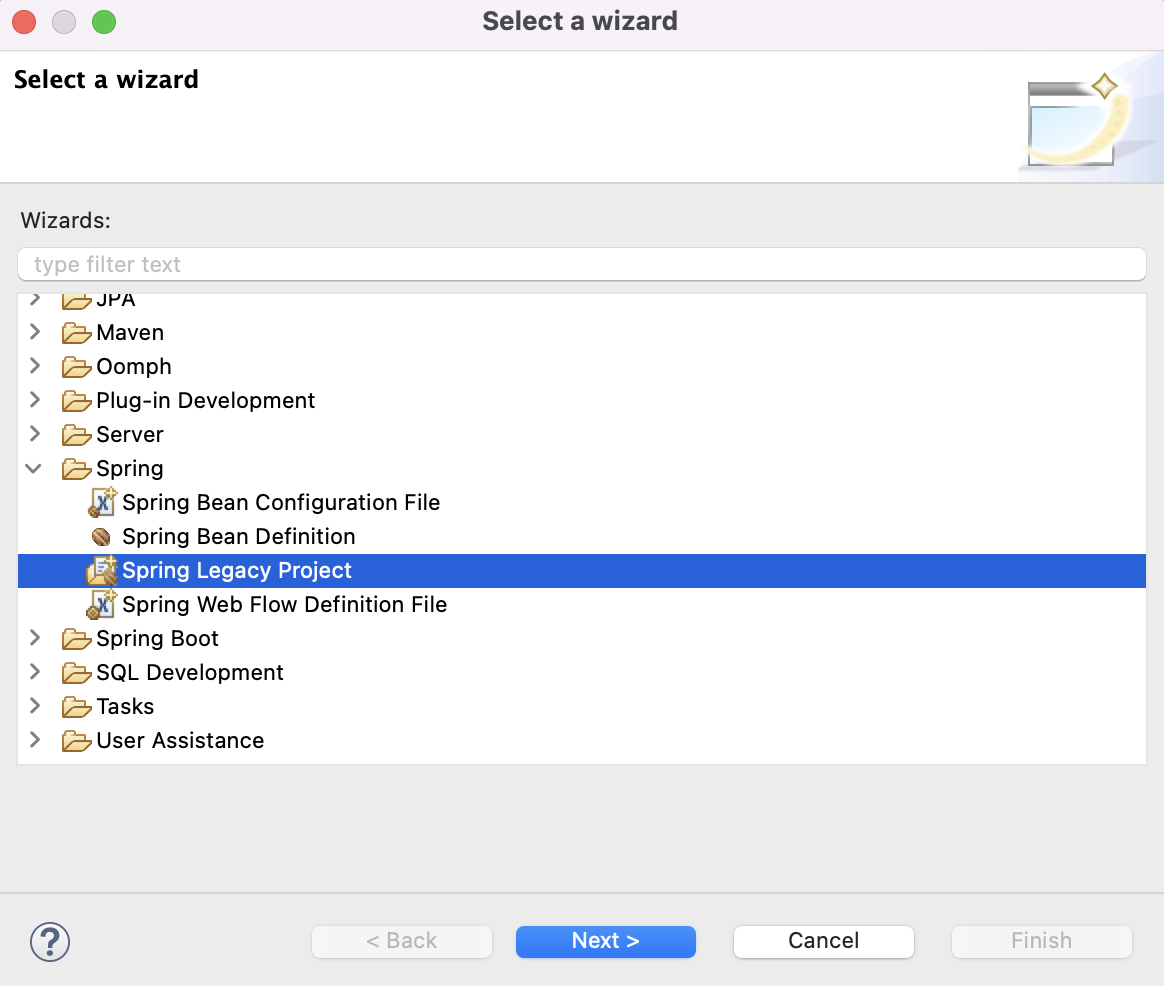 Select a wizard
Select a wizard
Wizards:
type filter text
JPA
Maven
Oomph
Plug-in Development
Server
Spring
Spring Bean Configuration File
Spring Bean Definition
Spring Legacy Project
Spring Web Flow Definition File
Spring Boot
SQL Development
Tasks
User Assistance
? < Back Next > Cancel Finish